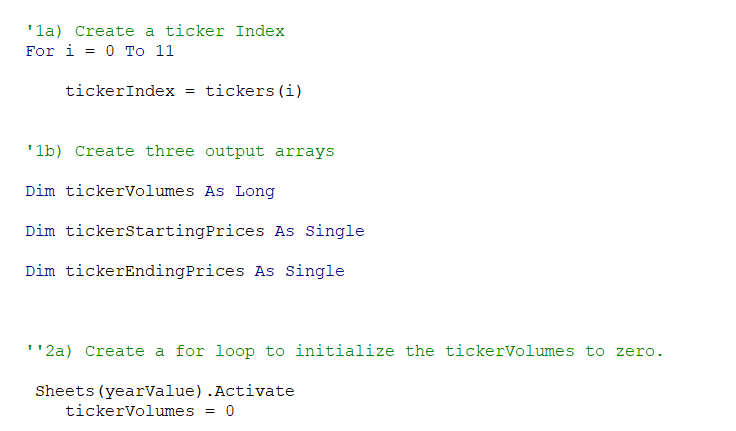 '1a) Create a ticker Index
For i = 0 To 11
tickerIndex = tickers(i)
'1b) Create three output arrays
Dim tickerVolumes As Long
Dim tickerStartingPrices As Single
Dim tickerEndingPrices As Single
''2a) Create a for loop to initialize the tickerVolumes to zero.
Sheets(yearValue).Activate
tickerVolumes = 0